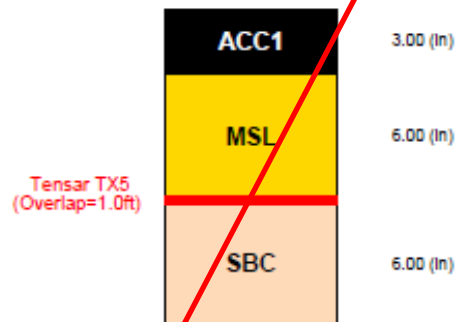 ACC1
3.00 (in)
MSL
6.00 (in)
Tensar TX5
(Overlap=1.0ft)
SBC
6.00 (in)